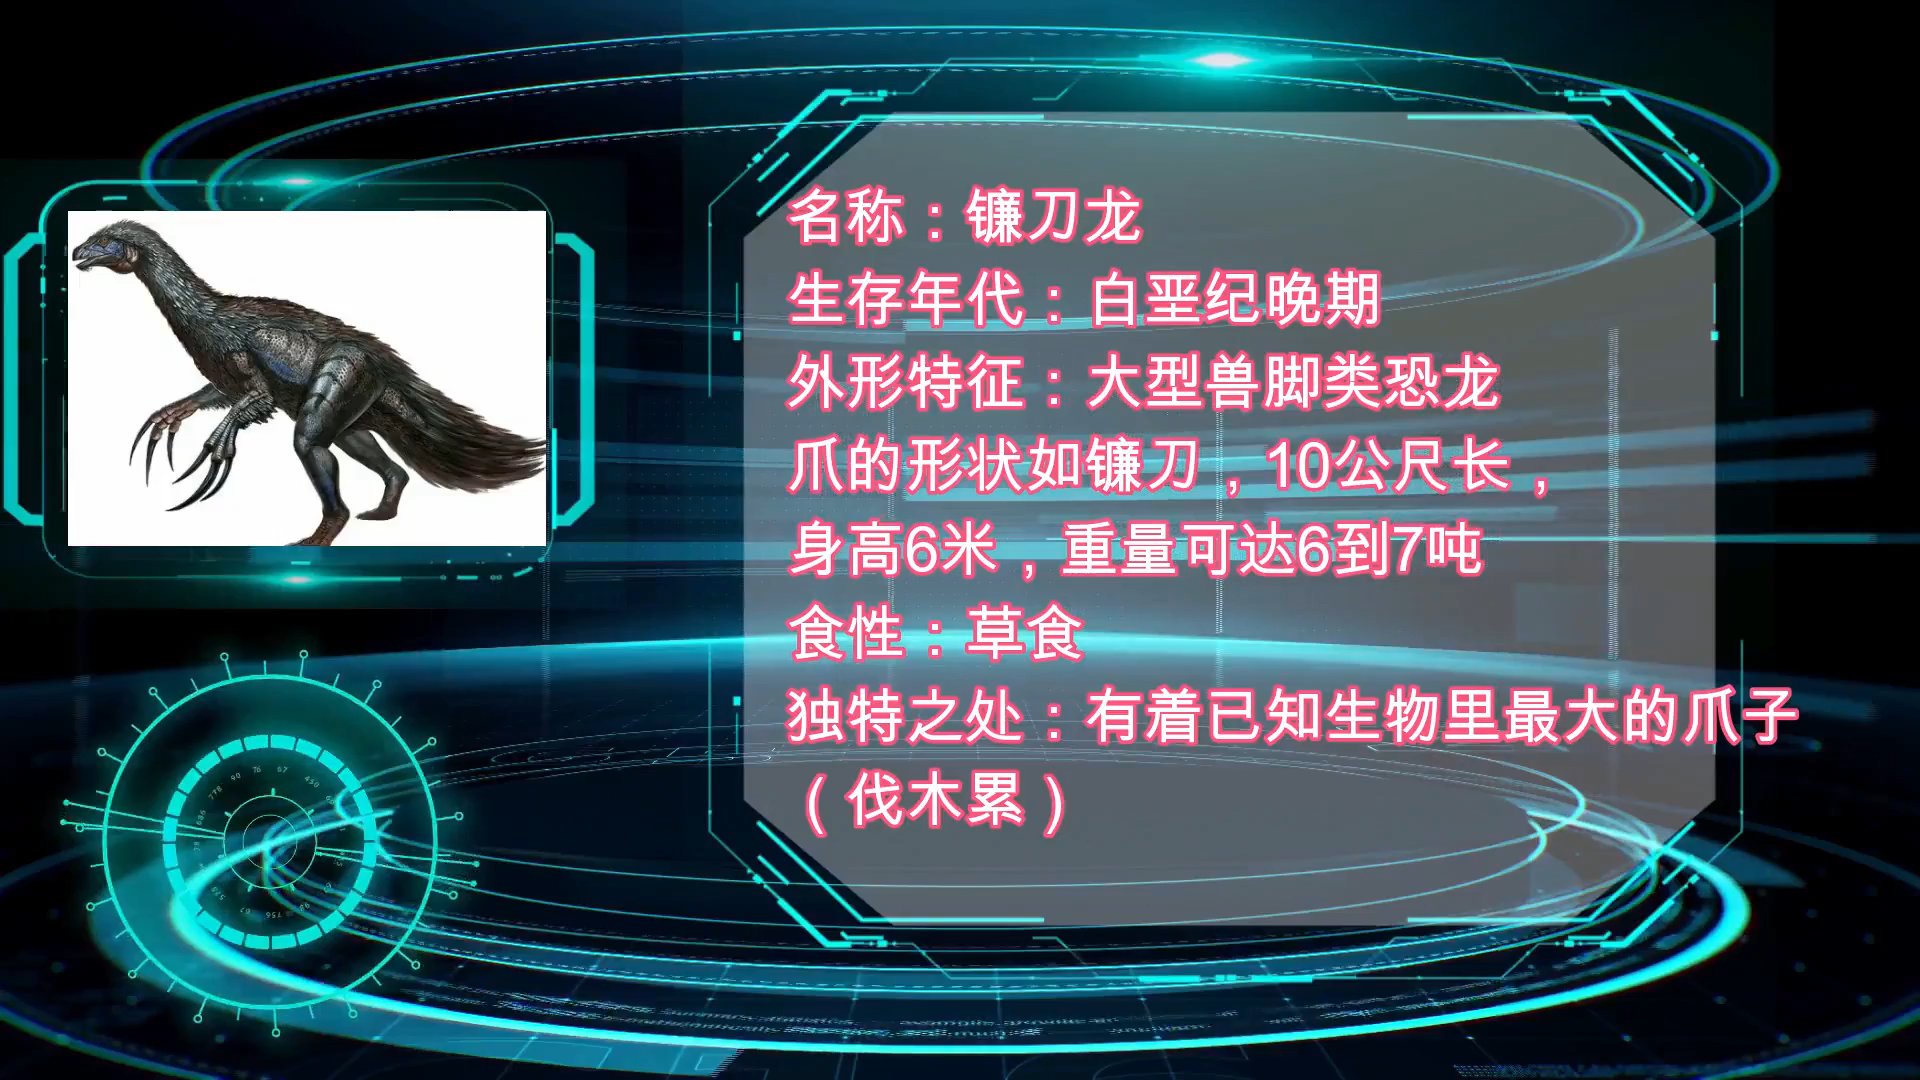 名称：镰刀龙
生存年代：白垩纪晚期
外形特征：大型兽脚类恐龙
爪的形状如镰刀，10公尺长，
身高6米，重量可达6到7吨
食性：草食
独特之处：有着已知生物里最大的爪子
（伐木累）